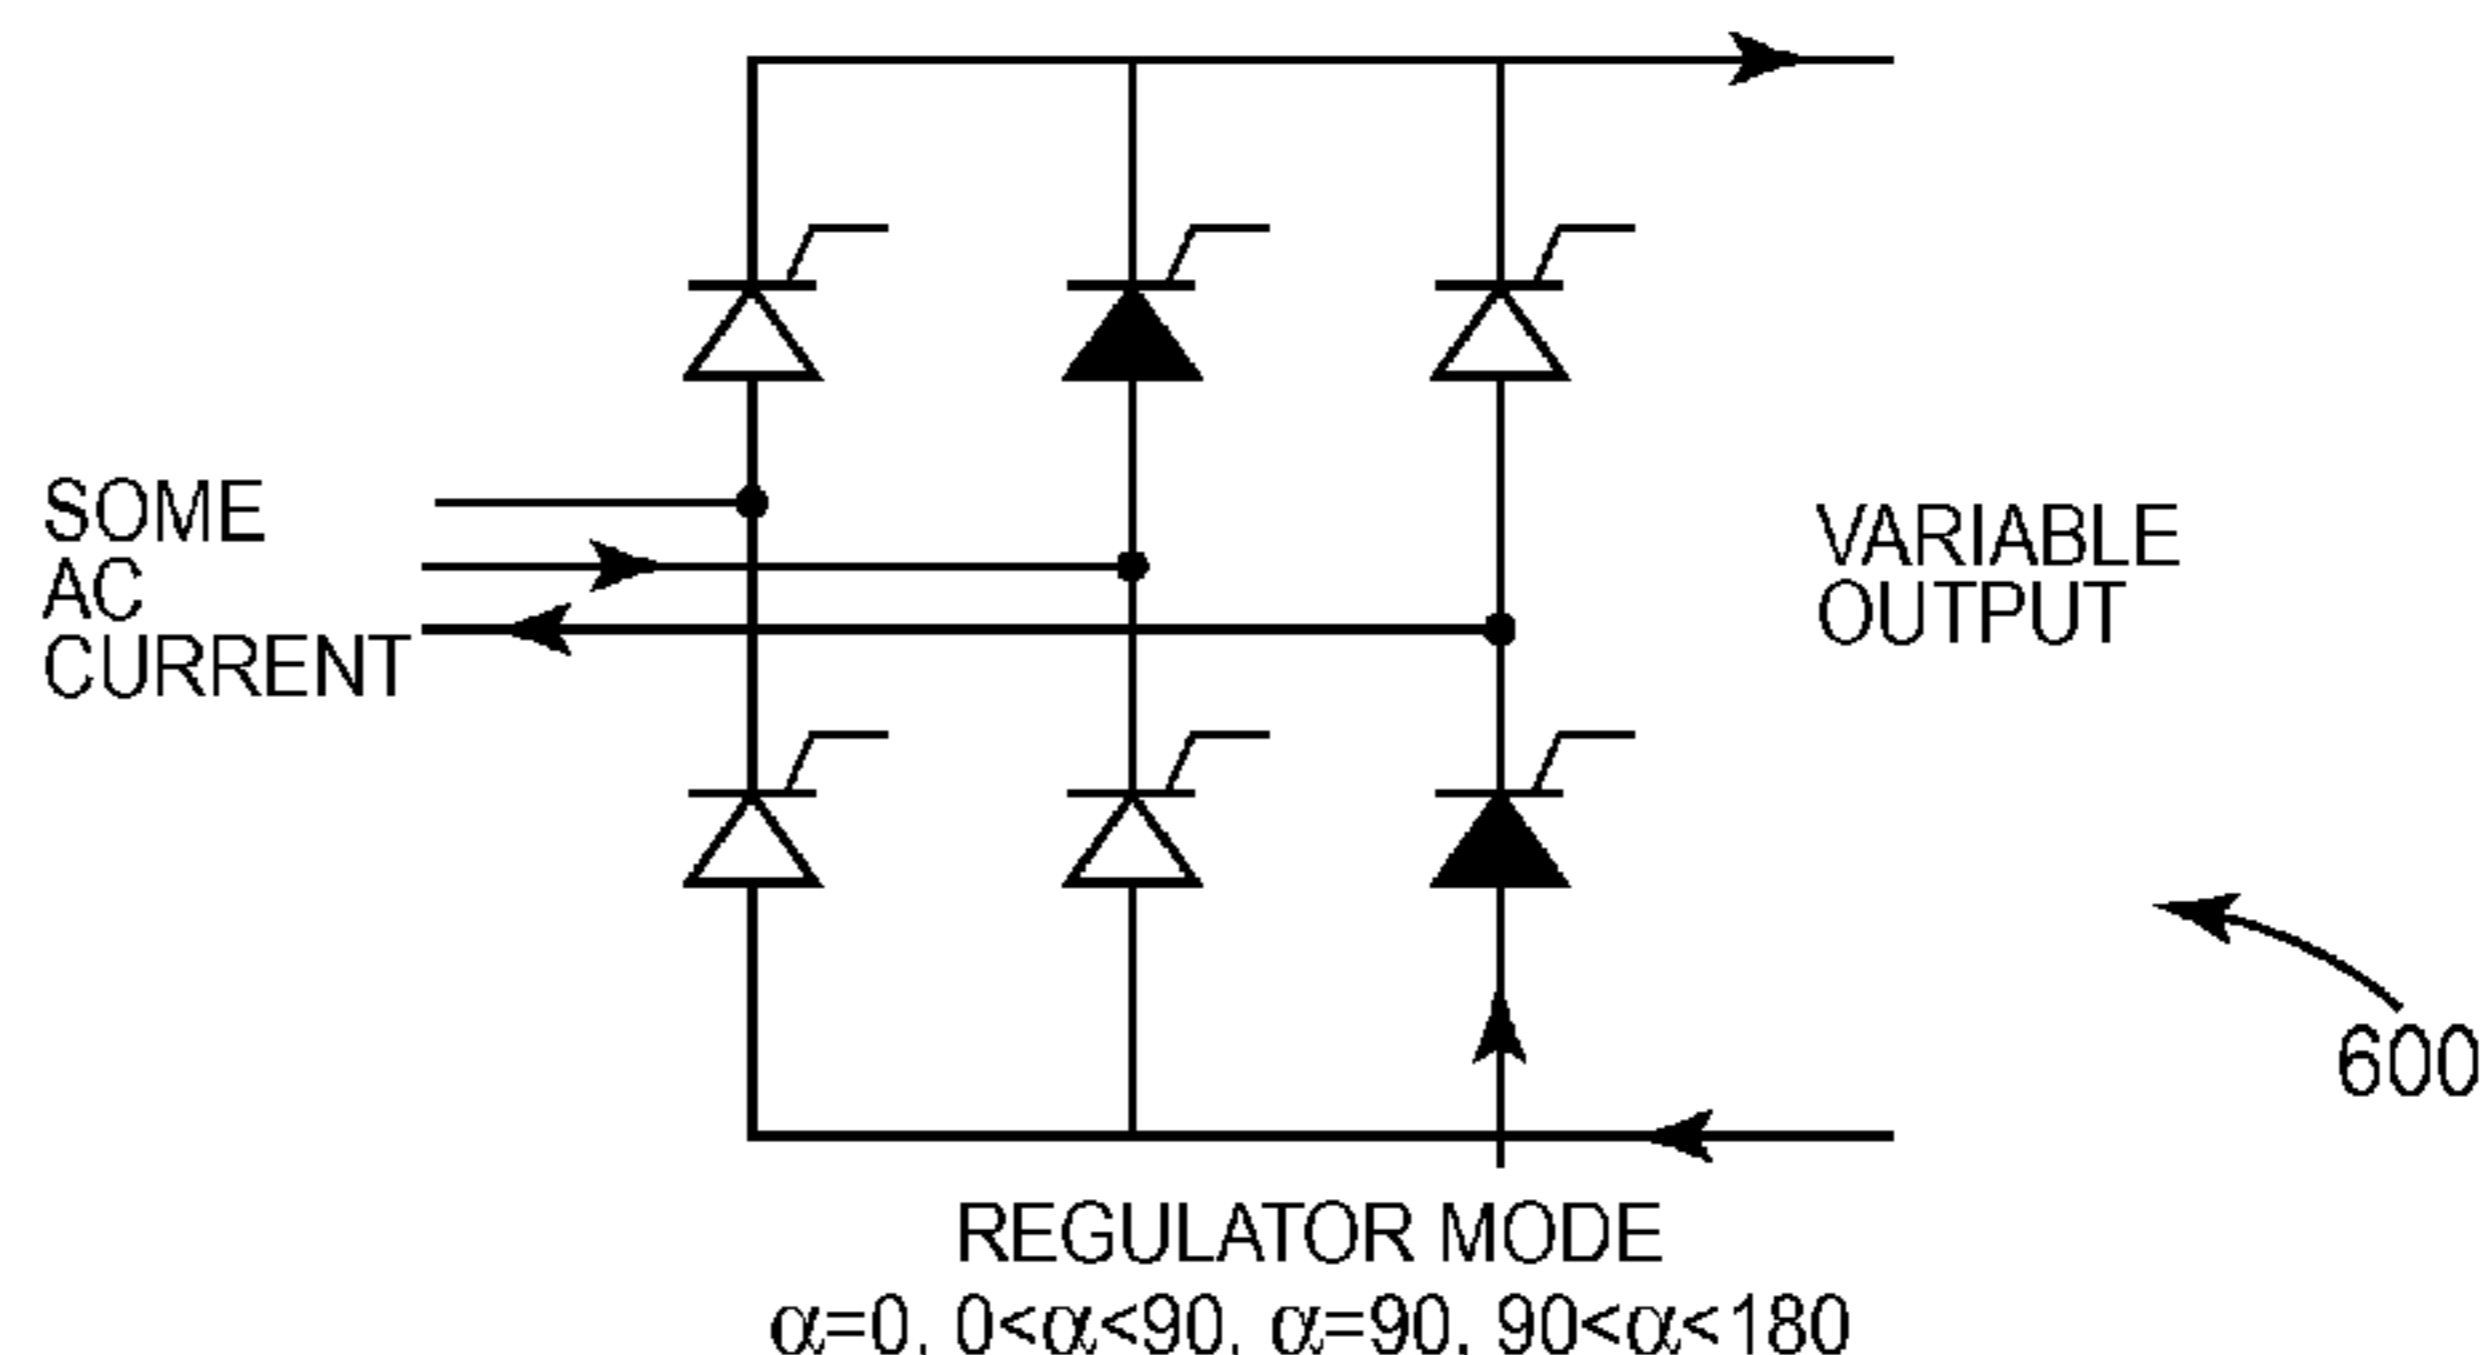 SOME
AC
CURRENT
VARIABLE
OUTPUT
600
REGULATOR MODE
α=0, 0<α<90, α=90, 90<α<180